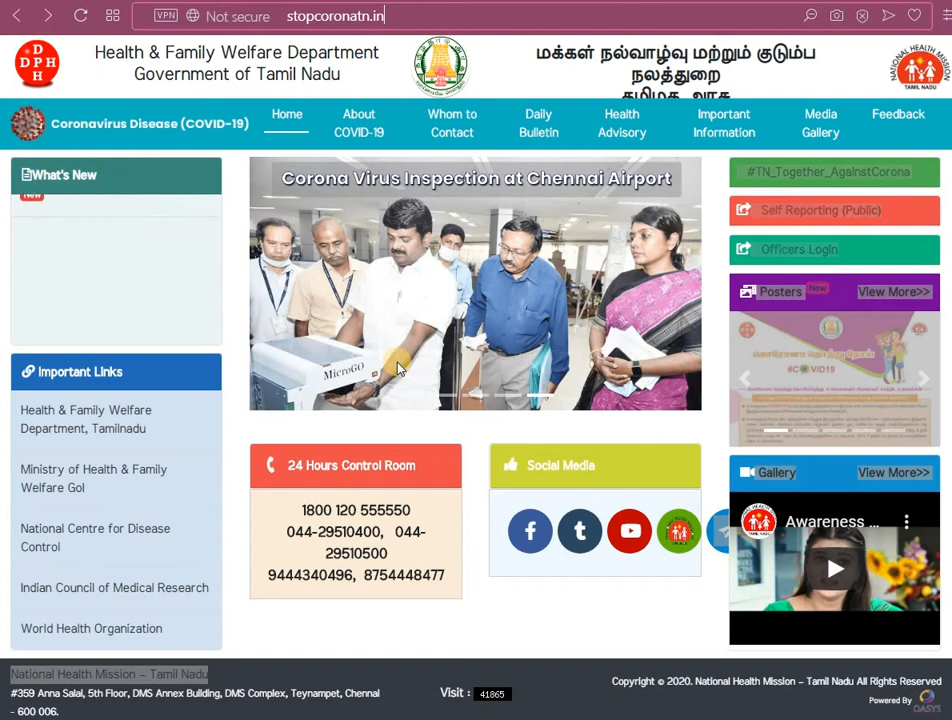 VPN Not secure stopcoronatn.in
D
DPH
H
Health & Family Welfare Department
Government of Tamil Nadu
மக்கள் நல்வாழ்வு மற்றும் குடும்ப
நலத்துறை
தமிழக அரசு
NATIONAL HEALTH MISSION
TAMIL NADU
Coronavirus Disease (COVID-19)
Home
About
COVID-19
Whom to
Contact
Daily
Bulletin
Health
Advisory
Important
Information
Media
Gallery
Feedback
What's New
New
Important Links
Health & Family Welfare
Department, Tamilnadu
Ministry of Health & Family
Welfare GoI
National Centre for Disease
Control
Indian Council of Medical Research
World Health Organization
Corona Virus Inspection at Chennai Airport
MicroGO
24 Hours Control Room
1800 120 555550
044-29510400, 044-
29510500
9444340496, 8754448477
Social Media
#TN_Together_AgainstCorona
Self Reporting (Public)
Officers Login
Posters New View More>>
கொரோனா தொற்றுநோய்
#COVID19
Gallery View More>>
Awareness ...
National Health Mission – Tamil Nadu
#359 Anna Salai, 5th Floor, DMS Annex Building, DMS Complex, Teynampet, Chennai
- 600 006.
Visit : 41865
Copyright © 2020. National Health Mission – Tamil Nadu All Rights Reserved
Powered By
OASYS